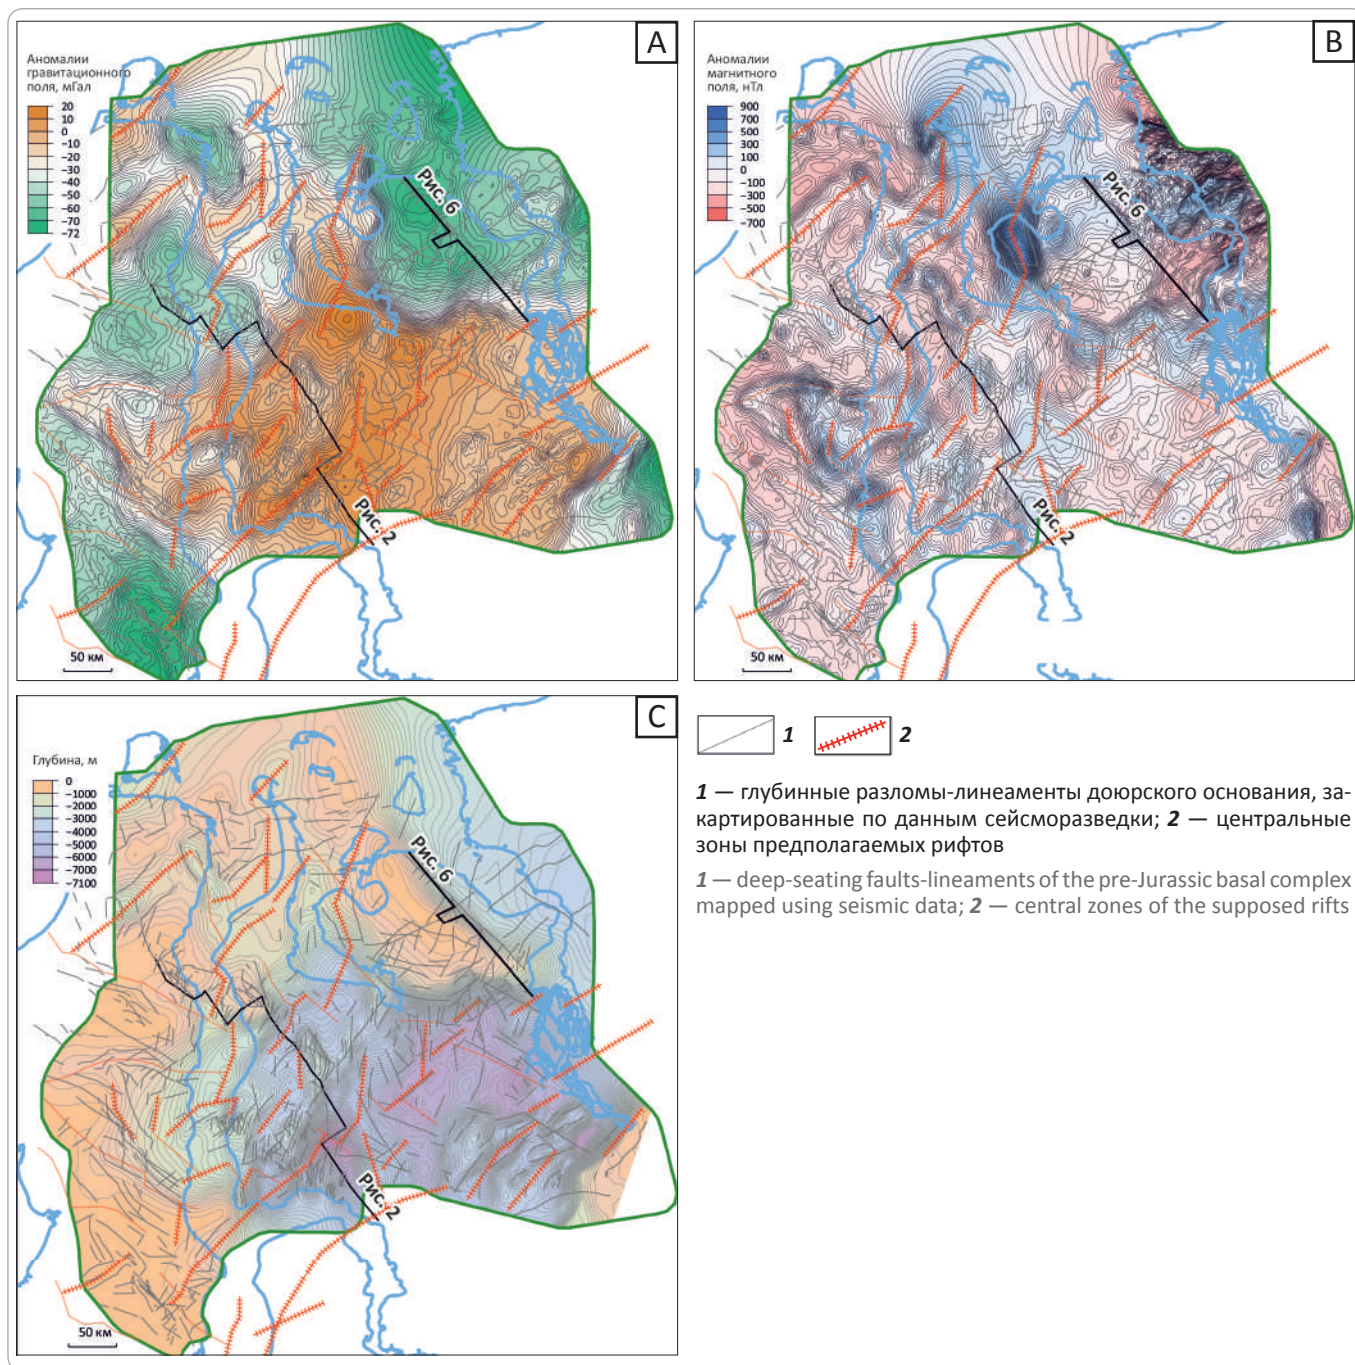 A
Аномалии
гравитационного
поля, мГал
20
10
0
−10
−20
−30
−40
−50
−60
−70
−72
Рис. 6
Рис. 2
50 км
B
Аномалии
магнитного
поля, нТл
900
700
500
300
100
0
−100
−300
−500
−700
Рис. 6
Рис. 2
50 км
C
Глубина, м
0
−1000
−2000
−3000
−4000
−5000
−6000
−7000
−7100
Рис. 6
Рис. 2
50 км
1
2
1 — глубинные разломы-линеаменты доюрского основания, за-
картированные по данным сейсморазведки; 2 — центральные
зоны предполагаемых рифтов
1 — deep-seating faults-lineaments of the pre-Jurassic basal complex
mapped using seismic data; 2 — central zones of the supposed rifts